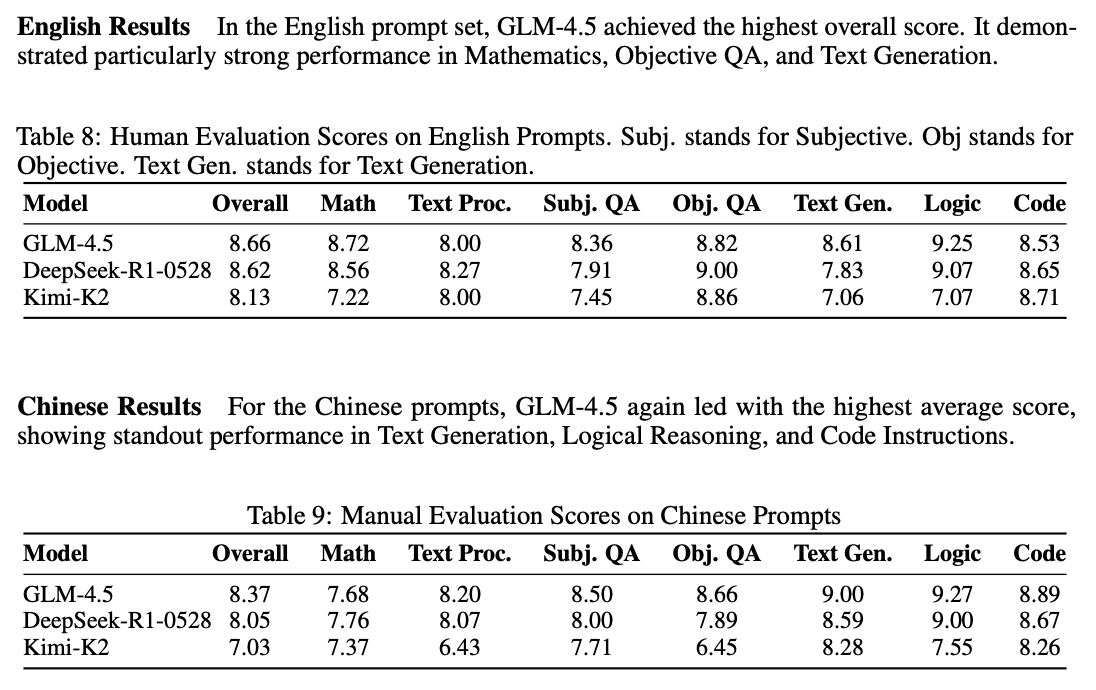 English Results In the English prompt set, GLM-4.5 achieved the highest overall score. It demon-
strated particularly strong performance in Mathematics, Objective QA, and Text Generation.
Table 8: Human Evaluation Scores on English Prompts. Subj. stands for Subjective. Obj stands for
Objective. Text Gen. stands for Text Generation.
Model Overall Math Text Proc. Subj. QA Obj. QA Text Gen. Logic Code
GLM-4.5 8.66 8.72 8.00 8.36 8.82 8.61 9.25 8.53
DeepSeek-R1-0528 8.62 8.56 8.27 7.91 9.00 7.83 9.07 8.65
Kimi-K2 8.13 7.22 8.00 7.45 8.86 7.06 7.07 8.71
Chinese Results For the Chinese prompts, GLM-4.5 again led with the highest average score,
showing standout performance in Text Generation, Logical Reasoning, and Code Instructions.
Table 9: Manual Evaluation Scores on Chinese Prompts
Model Overall Math Text Proc. Subj. QA Obj. QA Text Gen. Logic Code
GLM-4.5 8.37 7.68 8.20 8.50 8.66 9.00 9.27 8.89
DeepSeek-R1-0528 8.05 7.76 8.07 8.00 7.89 8.59 9.00 8.67
Kimi-K2 7.03 7.37 6.43 7.71 6.45 8.28 7.55 8.26